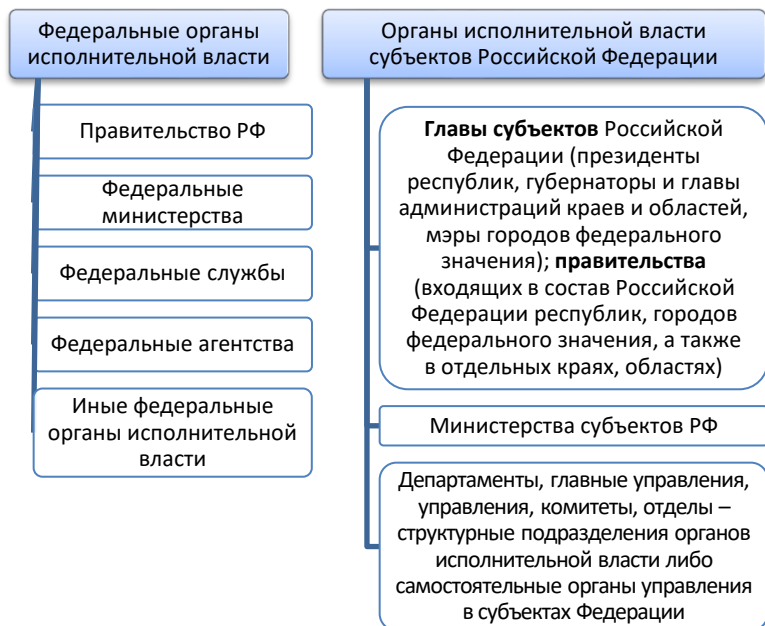 Федеральные органы
исполнительной власти
Правительство РФ
Федеральные
министерства
Федеральные службы
Федеральные агентства
Иные федеральные
органы исполнительной
власти
Органы исполнительной власти
субъектов Российской Федерации
Главы субъектов Российской
Федерации (президенты
республик, губернаторы и главы
администраций краев и областей,
мэры городов федерального
значения); правительства
(входящих в состав Российской
Федерации республик, городов
федерального значения, а также
в отдельных краях, областях)
Министерства субъектов РФ
Департаменты, главные управления,
управления, комитеты, отделы –
структурные подразделения органов
исполнительной власти либо
самостоятельные органы управления
в субъектах Федерации